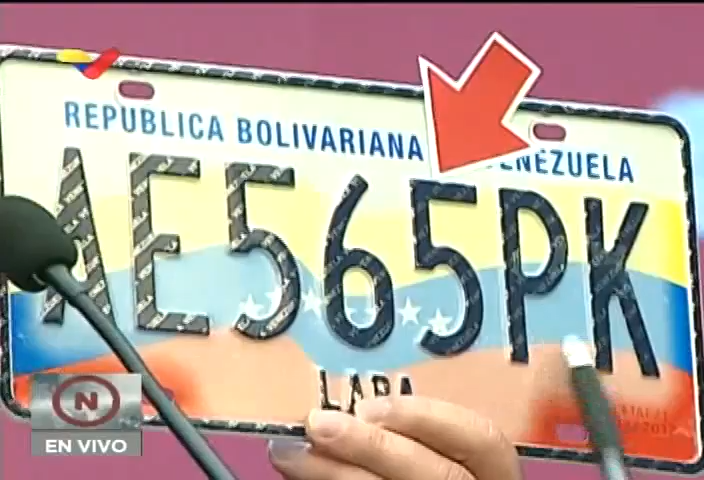 REPUBLICA BOLIVARIANA VENEZUELA
AE565PK
LARA
N
EN VIVO